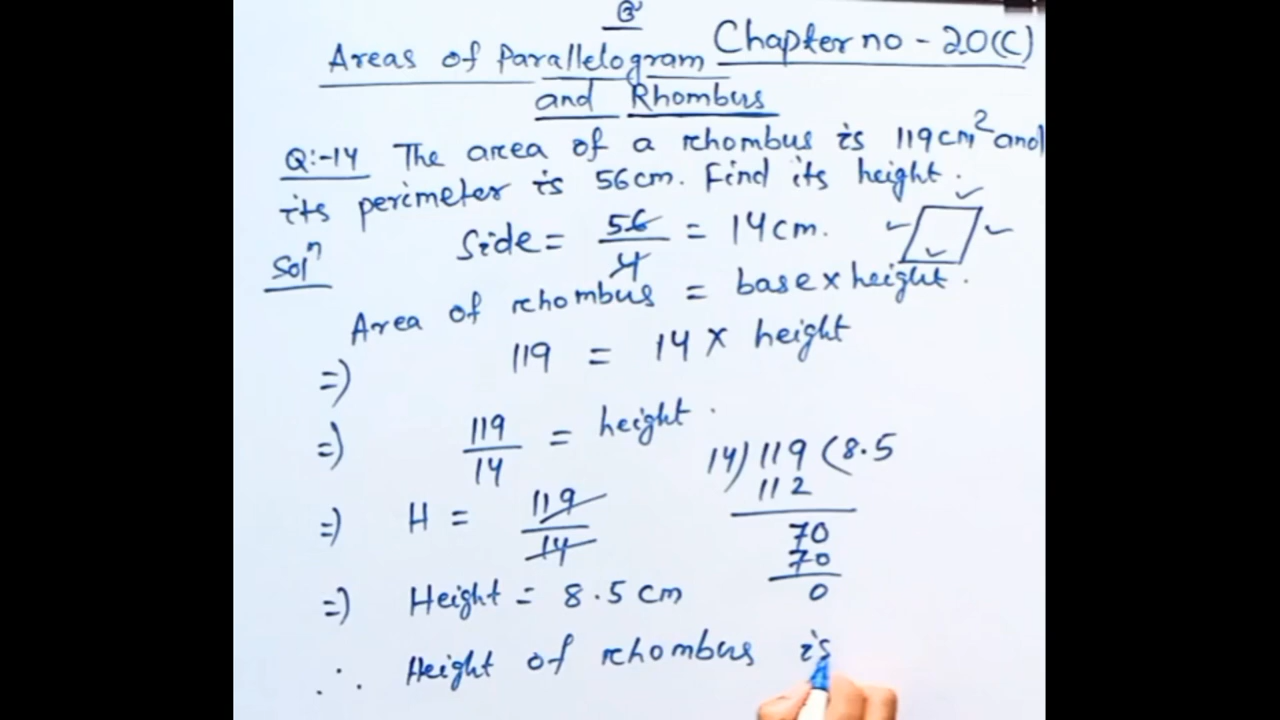 Areas of Parallelogram Chapter no - 20(C)
and Rhombus
Q:-14 The area of a rhombus is 119cm² and
its perimeter is 56cm. Find its height.
Solⁿ Side = 56/4 = 14cm.
Area of rhombus = base x height.
=) 119 = 14 x height
=) 119/14 = height.
14) 119 (8.5
112
=) H = 119/14
70
70
0
=) Height = 8.5 cm
∴ Height of rhombus is